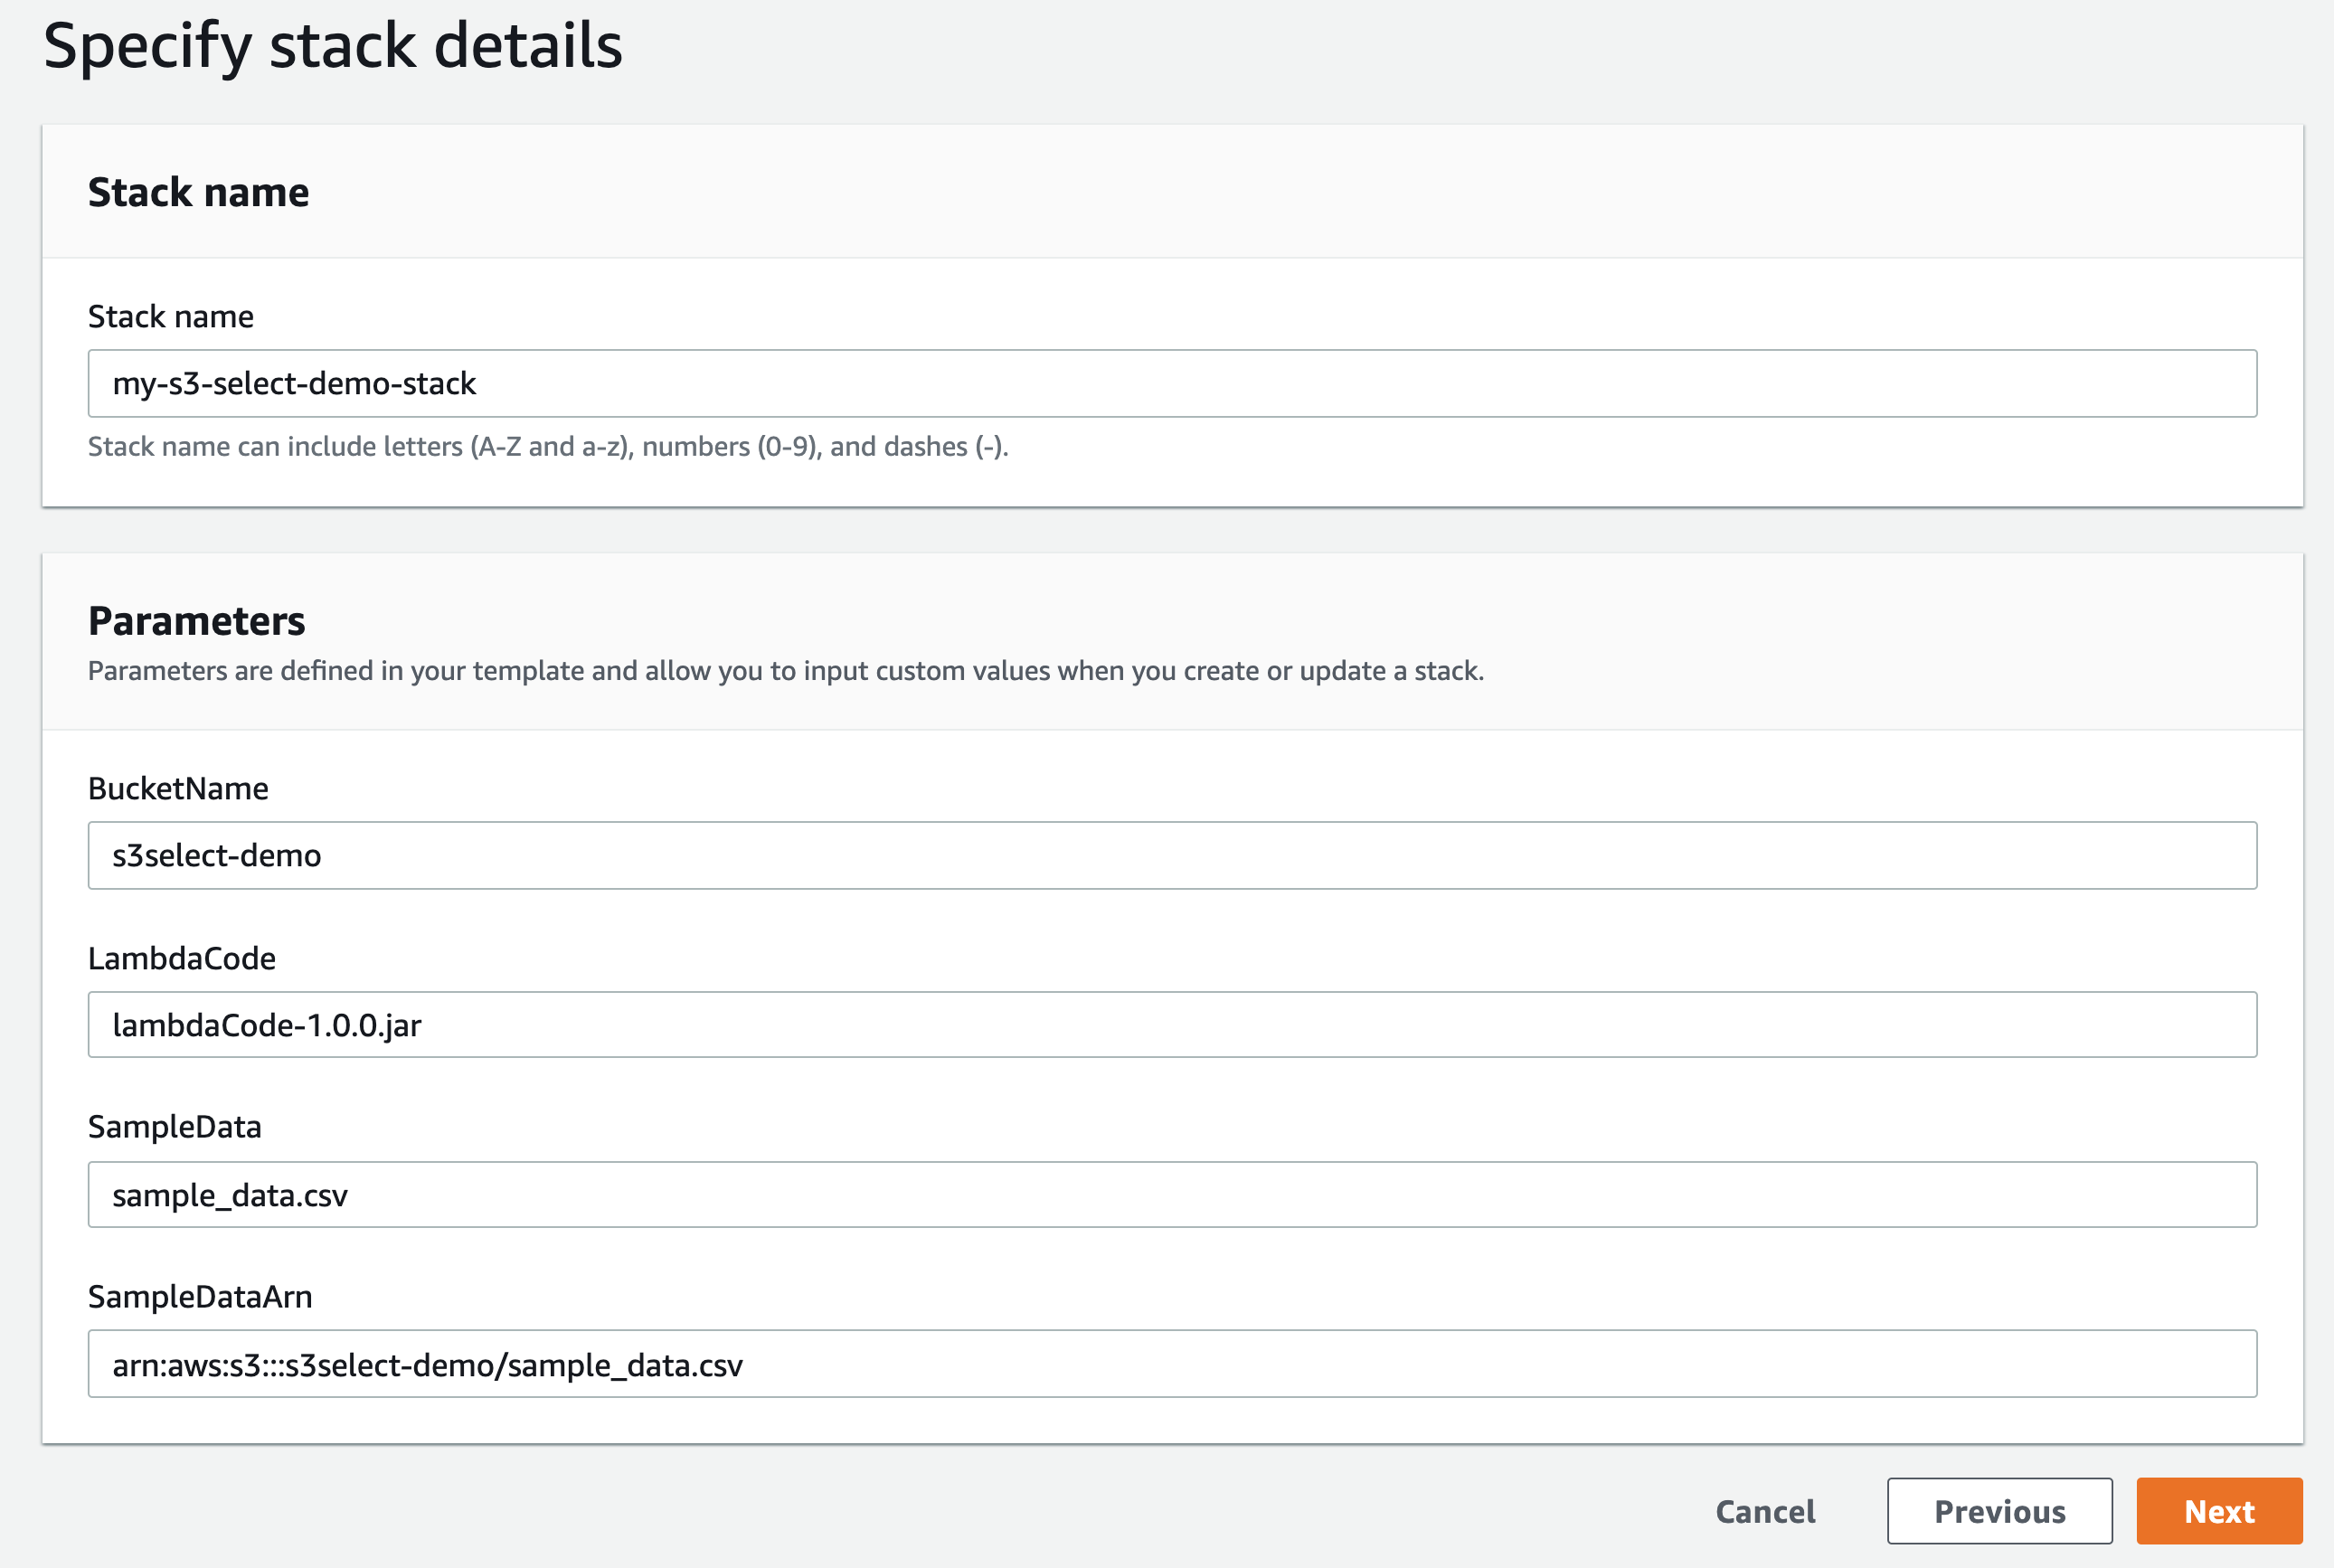 Specify stack details
Stack name
Stack name
my-s3-select-demo-stack
Stack name can include letters (A-Z and a-z), numbers (0-9), and dashes (-).
Parameters
Parameters are defined in your template and allow you to input custom values when you create or update a stack.
BucketName
s3select-demo
LambdaCode
lambdaCode-1.0.0.jar
SampleData
sample_data.csv
SampleDataArn
arn:aws:s3:::s3select-demo/sample_data.csv
Cancel Previous Next